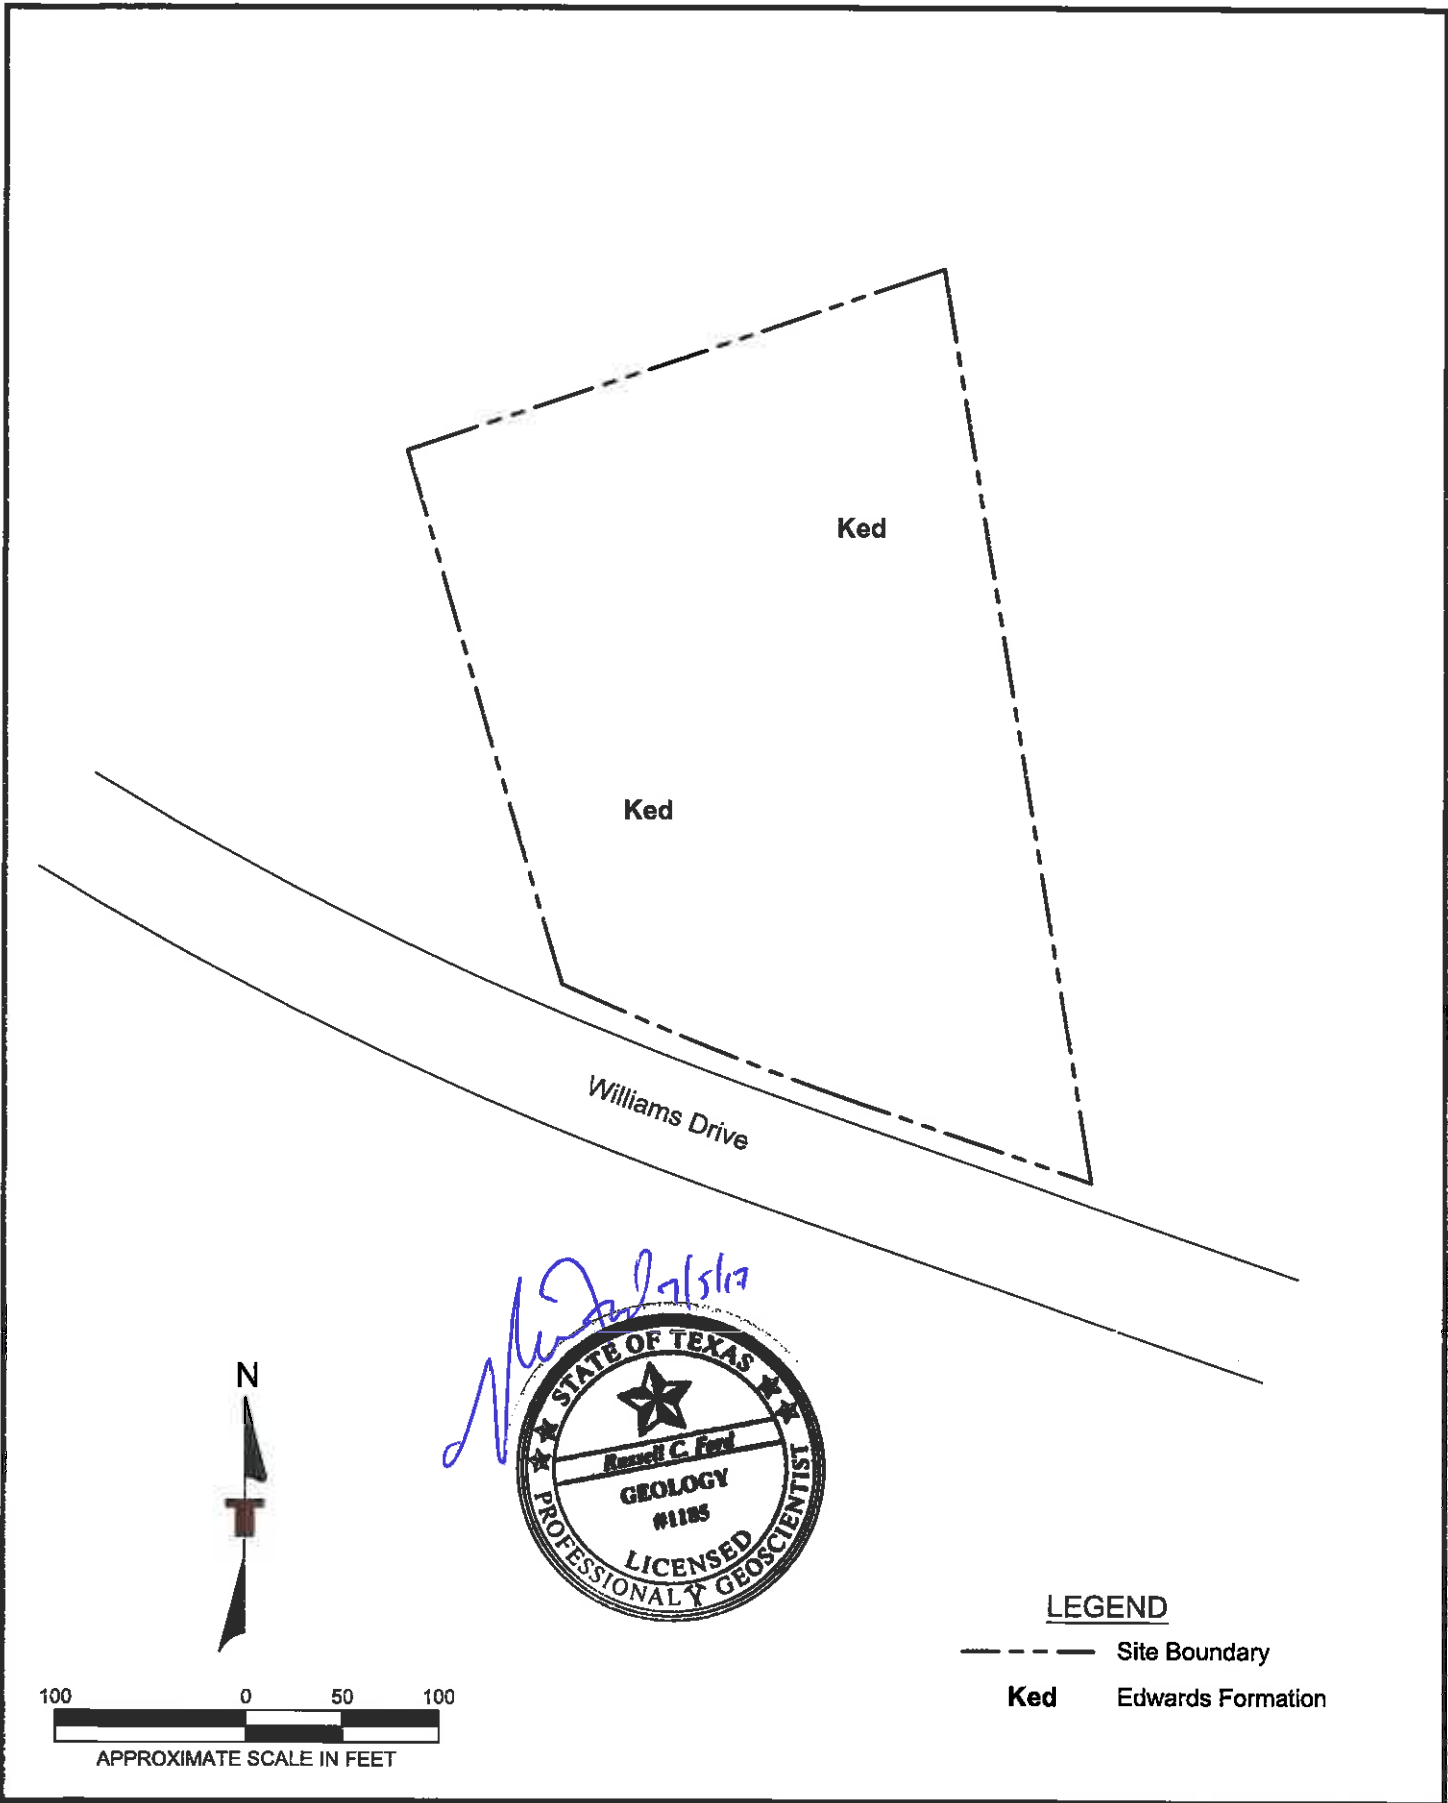 Ked
Ked
Williams Drive
7/5/17
STATE OF TEXAS
Russell C. Ford
GEOLOGY
#1185
LICENSED
PROFESSIONAL GEOSCIENTIST
N
LEGEND
Site Boundary
Ked Edwards Formation
100 0 50 100
APPROXIMATE SCALE IN FEET